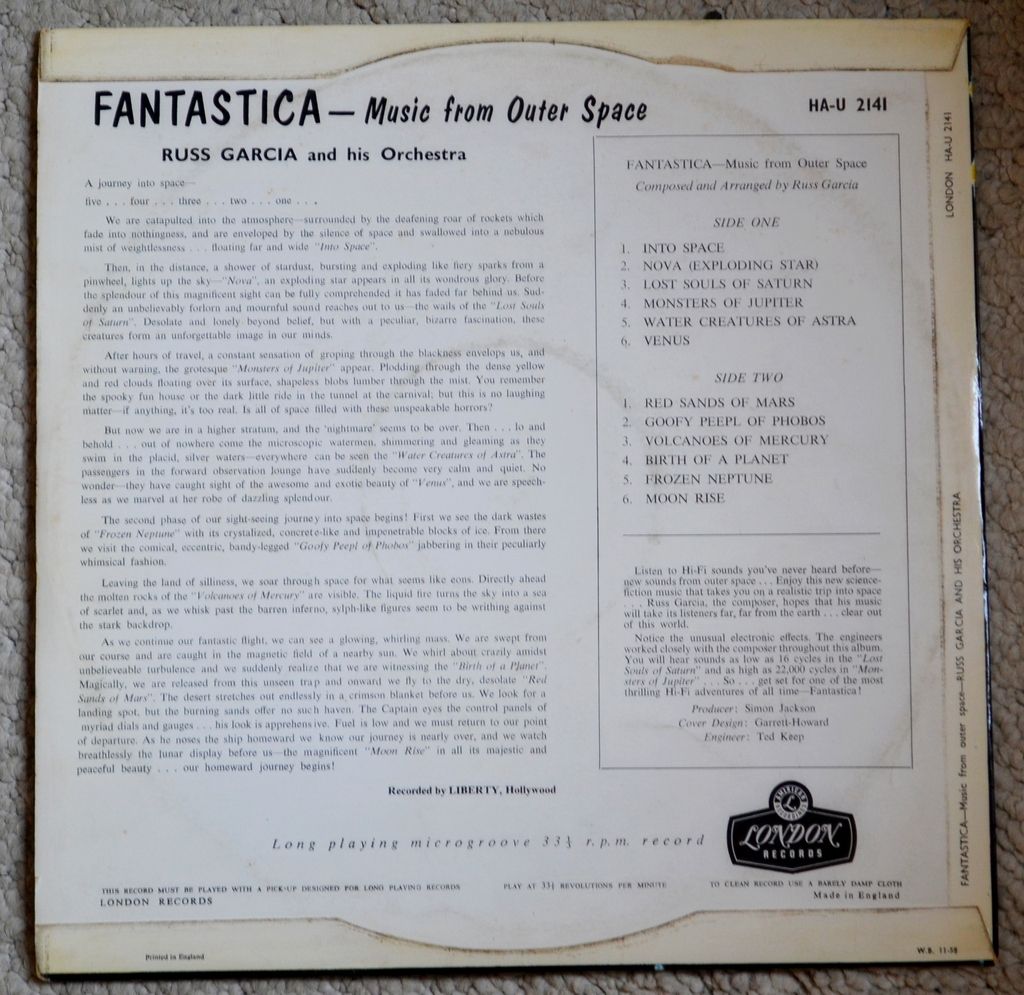 FANTASTICA — Music from Outer Space
HA-U 2141
RUSS GARCIA and his Orchestra
A journey into space—
five . . . four . . . three . . . two . . . one . . .
We are catapulted into the atmosphere—surrounded by the deafening roar of rockets which
fade into nothingness, and are enveloped by the silence of space and swallowed into a nebulous
mist of weightlessness . . . floating far and wide "Into Space".
Then, in the distance, a shower of stardust, bursting and exploding like fiery sparks from a
pinwheel, lights up the sky—"Nova", an exploding star appears in all its wondrous glory. Before
the splendour of this magnificent sight can be fully comprehended it has faded far behind us. Sud-
denly an unbelievably forlorn and mournful sound reaches out to us—the wails of the "Lost Souls
of Saturn". Desolate and lonely beyond belief, but with a peculiar, bizarre fascination, these
creatures form an unforgettable image in our minds.
After hours of travel, a constant sensation of groping through the blackness envelops us, and
without warning, the grotesque "Monsters of Jupiter" appear. Plodding through the dense yellow
and red clouds floating over its surface, shapeless blobs lumber through the mist. You remember
the spooky fun house or the dark little ride in the tunnel at the carnival; but this is no laughing
matter—if anything, it's too real. Is all of space filled with these unspeakable horrors?
But now we are in a higher stratum, and the 'nightmare' seems to be over. Then . . . lo and
behold . . . out of nowhere come the microscopic watermen, shimmering and gleaming as they
swim in the placid, silver waters—everywhere can be seen the "Water Creatures of Astra". The
passengers in the forward observation lounge have suddenly become very calm and quiet. No
wonder—they have caught sight of the awesome and exotic beauty of "Venus", and we are speech-
less as we marvel at her robe of dazzling splendour.
The second phase of our sight-seeing journey into space begins! First we see the dark wastes
of "Frozen Neptune" with its crystalized, concrete-like and impenetrable blocks of ice. From there
we visit the comical, eccentric, bandy-legged "Goofy Peepl of Phobos" jabbering in their peculiarly
whimsical fashion.
Leaving the land of silliness, we soar through space for what seems like eons. Directly ahead
the molten rocks of the "Volcanoes of Mercury" are visible. The liquid fire turns the sky into a sea
of scarlet and, as we whisk past the barren inferno, sylph-like figures seem to be writhing against
the stark backdrop.
As we continue our fantastic flight, we can see a glowing, whirling mass. We are swept from
our course and are caught in the magnetic field of a nearby sun. We whirl about crazily amidst
unbelieveable turbulence and we suddenly realize that we are witnessing the "Birth of a Planet".
Magically, we are released from this unseen trap and onward we fly to the dry, desolate "Red
Sands of Mars". The desert stretches out endlessly in a crimson blanket before us. We look for a
landing spot, but the burning sands offer no such haven. The Captain eyes the control panels of
myriad dials and gauges . . . his look is apprehensive. Fuel is low and we must return to our point
of departure. As he noses the ship homeward we know our journey is nearly over, and we watch
breathlessly the lunar display before us—the magnificent "Moon Rise" in all its majestic and
peaceful beauty . . . our homeward journey begins!
Recorded by LIBERTY, Hollywood
FANTASTICA—Music from Outer Space
Composed and Arranged by Russ Garcia
SIDE ONE
1. INTO SPACE
2. NOVA (EXPLODING STAR)
3. LOST SOULS OF SATURN
4. MONSTERS OF JUPITER
5. WATER CREATURES OF ASTRA
6. VENUS
SIDE TWO
1. RED SANDS OF MARS
2. GOOFY PEEPL OF PHOBOS
3. VOLCANOES OF MERCURY
4. BIRTH OF A PLANET
5. FROZEN NEPTUNE
6. MOON RISE
Listen to Hi-Fi sounds you've never heard before—
new sounds from outer space . . . Enjoy this new science-
fiction music that takes you on a realistic trip into space
. . . Russ Garcia, the composer, hopes that his music
will take its listeners far, far from the earth . . . clear out
of this world.
Notice the unusual electronic effects. The engineers
worked closely with the composer throughout this album.
You will hear sounds as low as 16 cycles in the "Lost
Souls of Saturn" and as high as 22,000 cycles in "Mon-
sters of Jupiter" . . . So . . . get set for one of the most
thrilling Hi-Fi adventures of all time—Fantastica!
Producer: Simon Jackson
Cover Design: Garrett-Howard
Engineer: Ted Keep
Long playing microgroove 33⅓ r.p.m. record
AMERICAN RECORDINGS
L
LONDON
RECORDS
THIS RECORD MUST BE PLAYED WITH A PICK-UP DESIGNED FOR LONG PLAYING RECORDS
PLAY AT 33⅓ REVOLUTIONS PER MINUTE
TO CLEAN RECORD USE A BARELY DAMP CLOTH
LONDON RECORDS
Made in England
Printed in England
W.B. 11-58
LONDON HA-U 2141
FANTASTICA—Music from outer space—RUSS GARCIA AND HIS ORCHESTRA